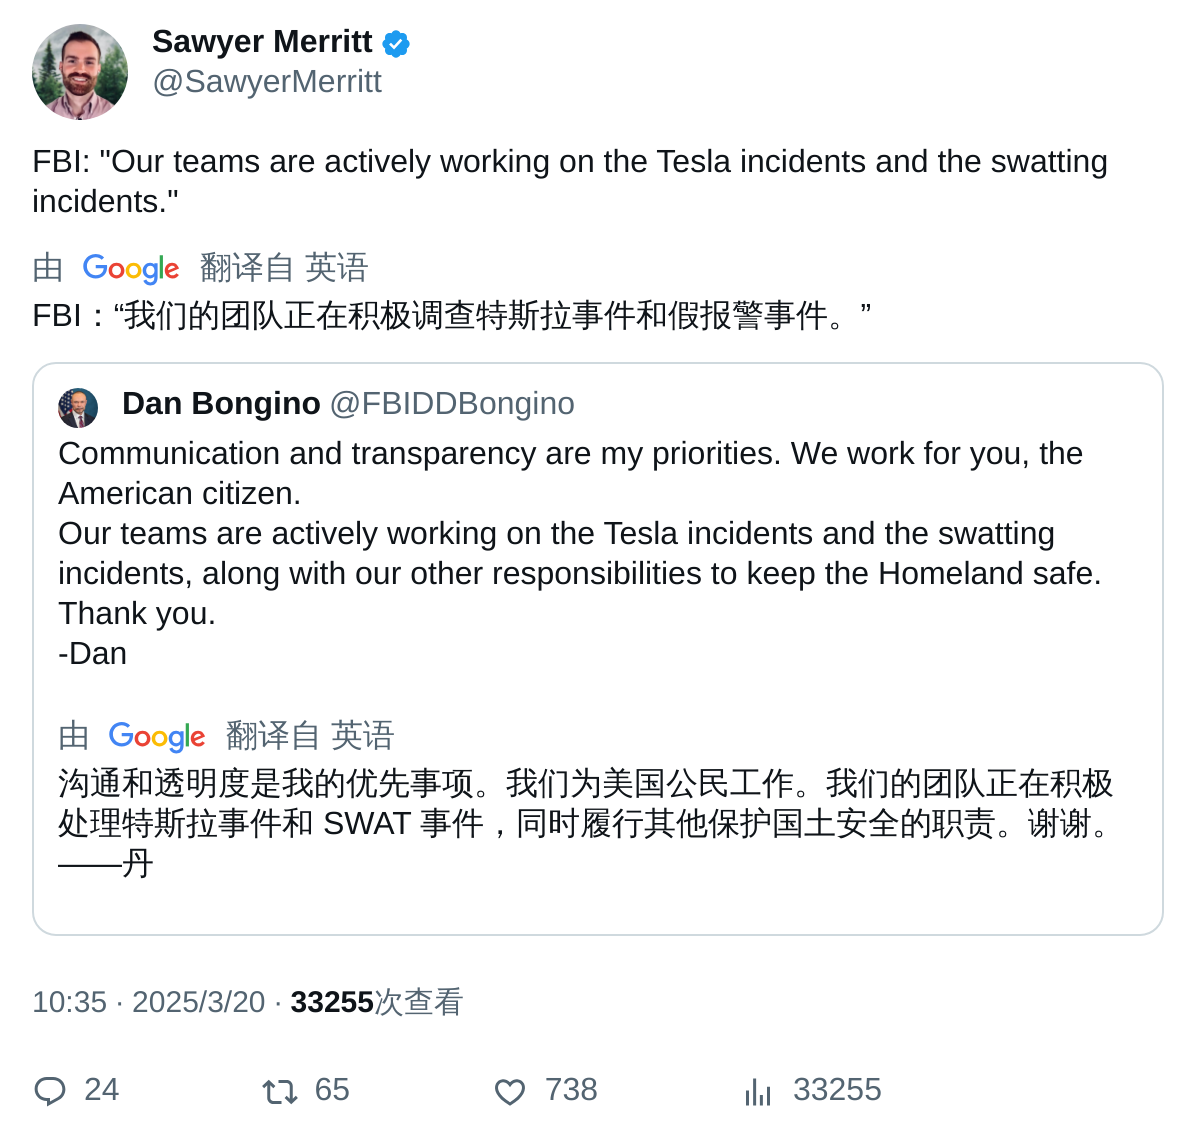 Sawyer Merritt
@SawyerMerritt
FBI: "Our teams are actively working on the Tesla incidents and the swatting
incidents."
由 Google 翻译自 英语
FBI：“我们的团队正在积极调查特斯拉事件和假报警事件。”
Dan Bongino @FBIDDBongino
Communication and transparency are my priorities. We work for you, the
American citizen.
Our teams are actively working on the Tesla incidents and the swatting
incidents, along with our other responsibilities to keep the Homeland safe.
Thank you.
-Dan
由 Google 翻译自 英语
沟通和透明度是我的优先事项。我们为美国公民工作。我们的团队正在积极
处理特斯拉事件和 SWAT 事件，同时履行其他保护国土安全的职责。谢谢。
——丹
10:35 · 2025/3/20 · 33255次查看
24 65 738 33255